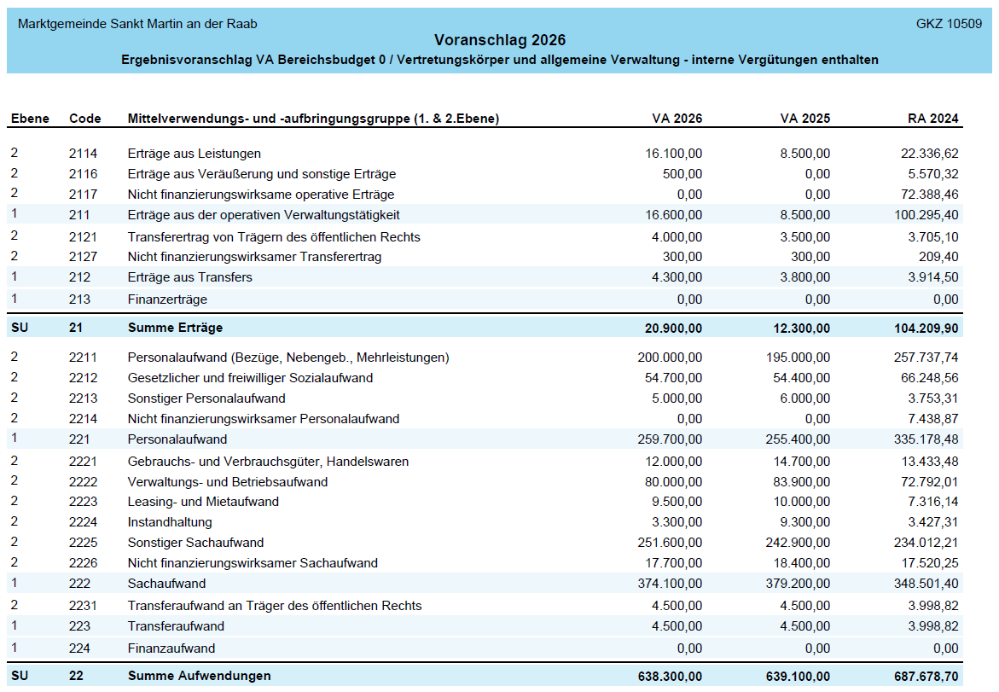 Marktgemeinde Sankt Martin an der Raab GKZ 10509
Voranschlag 2026
Ergebnisvoranschlag VA Bereichsbudget 0 / Vertretungskörper und allgemeine Verwaltung - interne Vergütungen enthalten
Ebene Code Mittelverwendungs- und -aufbringungsgruppe (1. & 2.Ebene) VA 2026 VA 2025 RA 2024
2 2114 Erträge aus Leistungen 16.100,00 8.500,00 22.336,62
2 2116 Erträge aus Veräußerung und sonstige Erträge 500,00 0,00 5.570,32
2 2117 Nicht finanzierungswirksame operative Erträge 0,00 0,00 72.388,46
1 211 Erträge aus der operativen Verwaltungstätigkeit 16.600,00 8.500,00 100.295,40
2 2121 Transferertrag von Trägern des öffentlichen Rechts 4.000,00 3.500,00 3.705,10
2 2127 Nicht finanzierungswirksamer Transferertrag 300,00 300,00 209,40
1 212 Erträge aus Transfers 4.300,00 3.800,00 3.914,50
1 213 Finanzerträge 0,00 0,00 0,00
SU 21 Summe Erträge 20.900,00 12.300,00 104.209,90
2 2211 Personalaufwand (Bezüge, Nebengeb., Mehrleistungen) 200.000,00 195.000,00 257.737,74
2 2212 Gesetzlicher und freiwilliger Sozialaufwand 54.700,00 54.400,00 66.248,56
2 2213 Sonstiger Personalaufwand 5.000,00 6.000,00 3.753,31
2 2214 Nicht finanzierungswirksamer Personalaufwand 0,00 0,00 7.438,87
1 221 Personalaufwand 259.700,00 255.400,00 335.178,48
2 2221 Gebrauchs- und Verbrauchsgüter, Handelswaren 12.000,00 14.700,00 13.433,48
2 2222 Verwaltungs- und Betriebsaufwand 80.000,00 83.900,00 72.792,01
2 2223 Leasing- und Mietaufwand 9.500,00 10.000,00 7.316,14
2 2224 Instandhaltung 3.300,00 9.300,00 3.427,31
2 2225 Sonstiger Sachaufwand 251.600,00 242.900,00 234.012,21
2 2226 Nicht finanzierungswirksamer Sachaufwand 17.700,00 18.400,00 17.520,25
1 222 Sachaufwand 374.100,00 379.200,00 348.501,40
2 2231 Transferaufwand an Träger des öffentlichen Rechts 4.500,00 4.500,00 3.998,82
1 223 Transferaufwand 4.500,00 4.500,00 3.998,82
1 224 Finanzaufwand 0,00 0,00 0,00
SU 22 Summe Aufwendungen 638.300,00 639.100,00 687.678,70